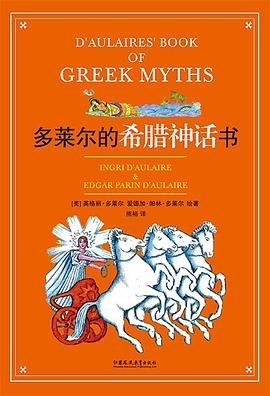 D'AULAIRES' BOOK
OF
GREEK MYTHS
多莱尔的希腊神话书
INGRI D'AULAIRE
&
EDGAR PARIN D'AULAIRE
[美] 英格丽·多莱尔 爱德加·帕林·多莱尔 绘著
熊裕 译